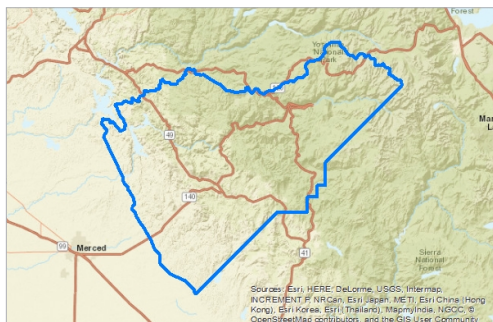 Forest
Yosemite
National
Park
49
140
99
Merced
41
Sierra
National
Forest
Sources: Esri, HERE, DeLorme, USGS, Intermap,
INCREMENT P, NRCan, Esri Japan, METI, Esri China (Hong
Kong), Esri Korea, Esri (Thailand), MapmyIndia, NGCC, ©
OpenStreetMap contributors, and the GIS User Community